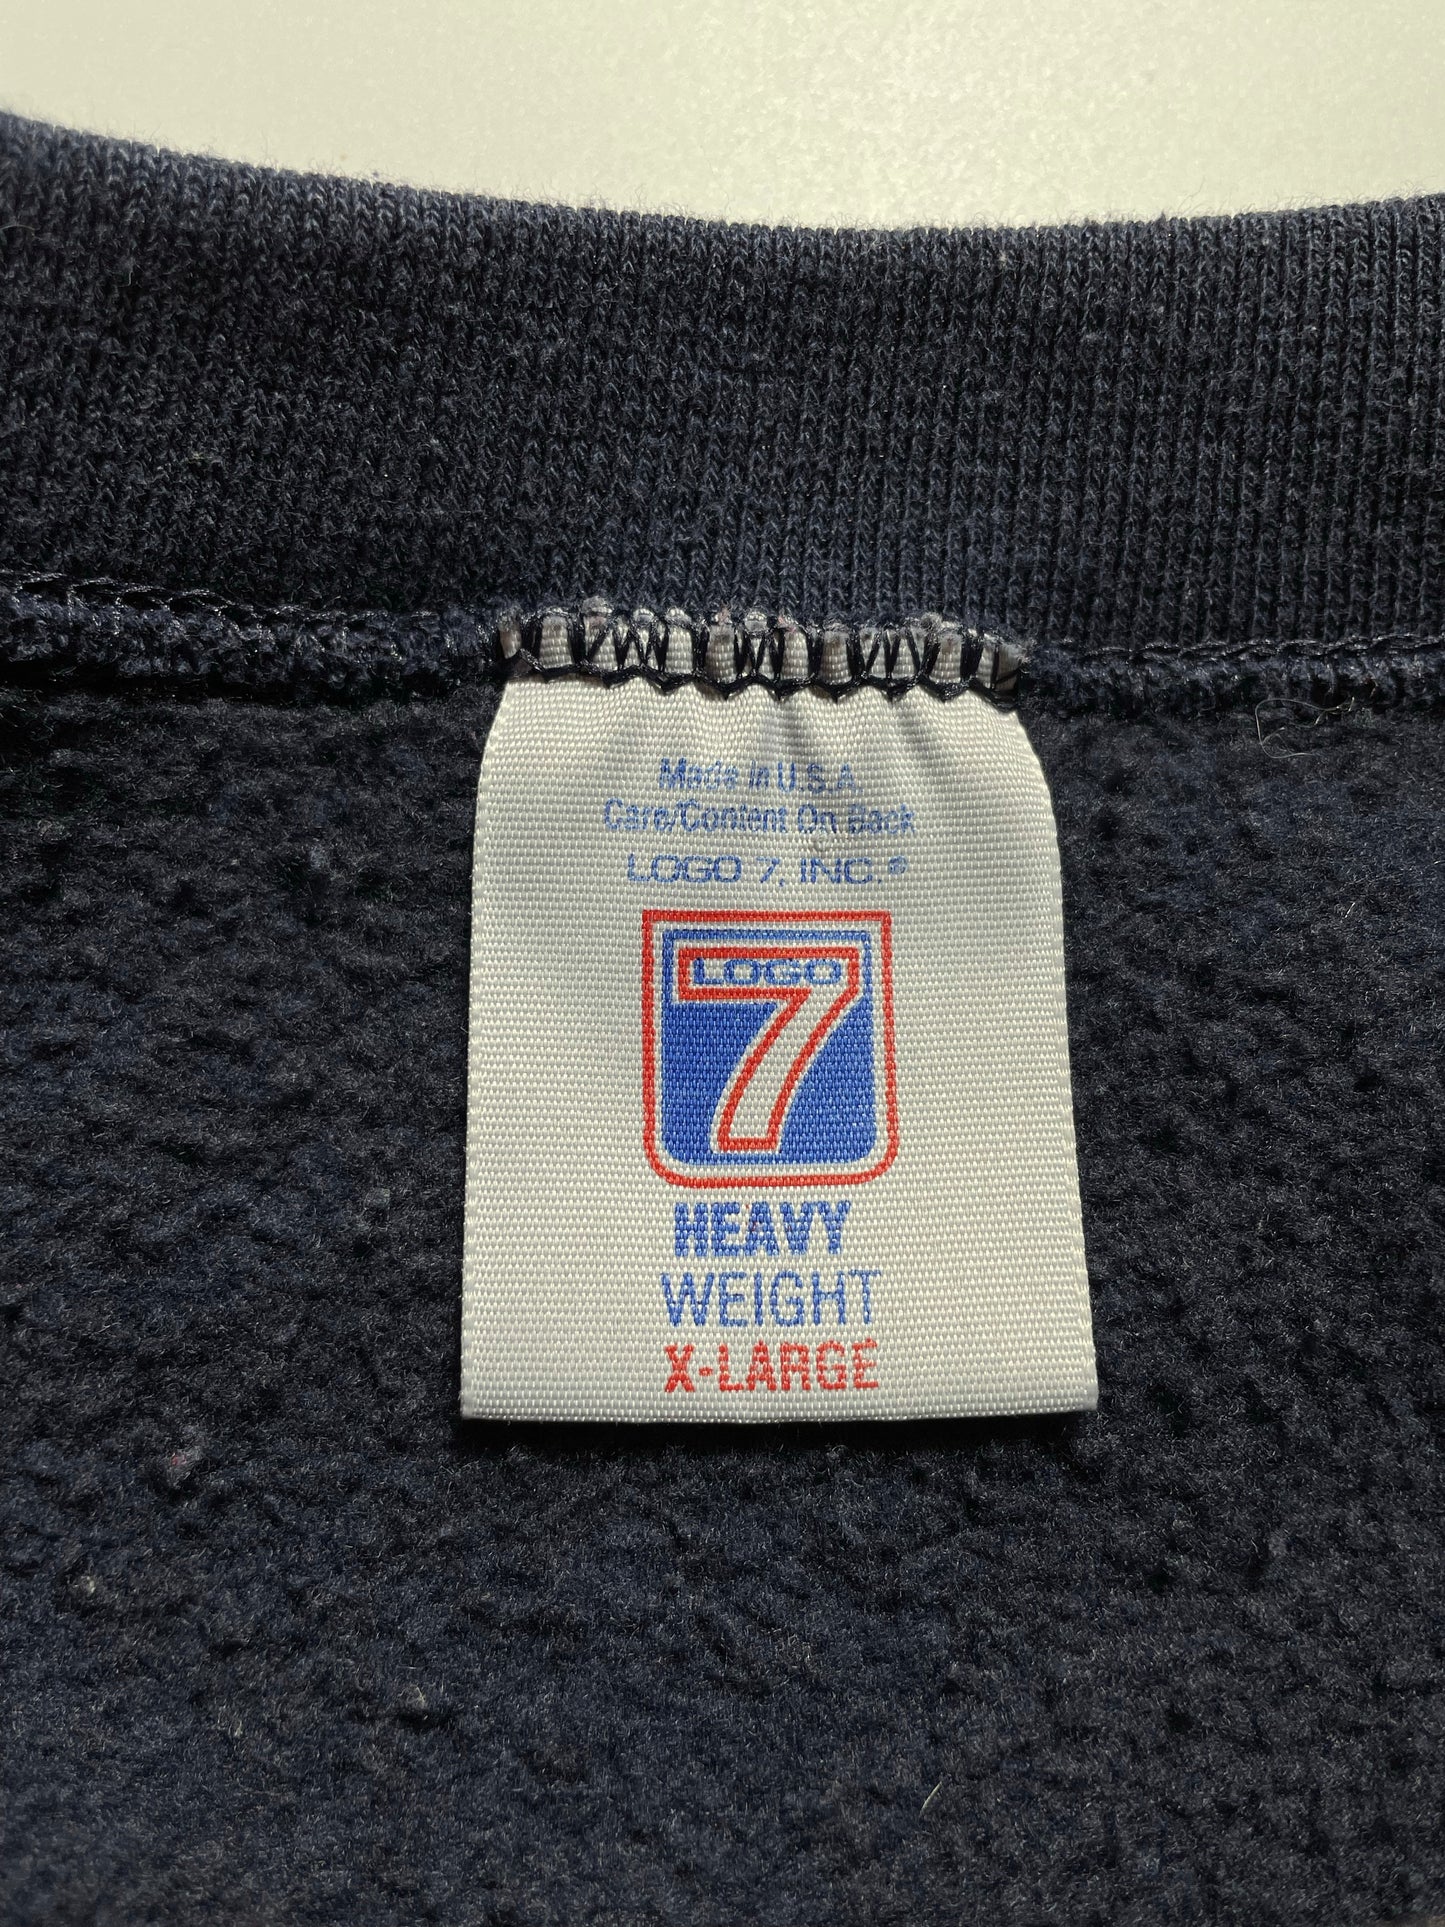 Made in U.S.A.
Care/Content On Back
LOGO 7, INC.®
LOGO
7
HEAVY
WEIGHT
X-LARGE